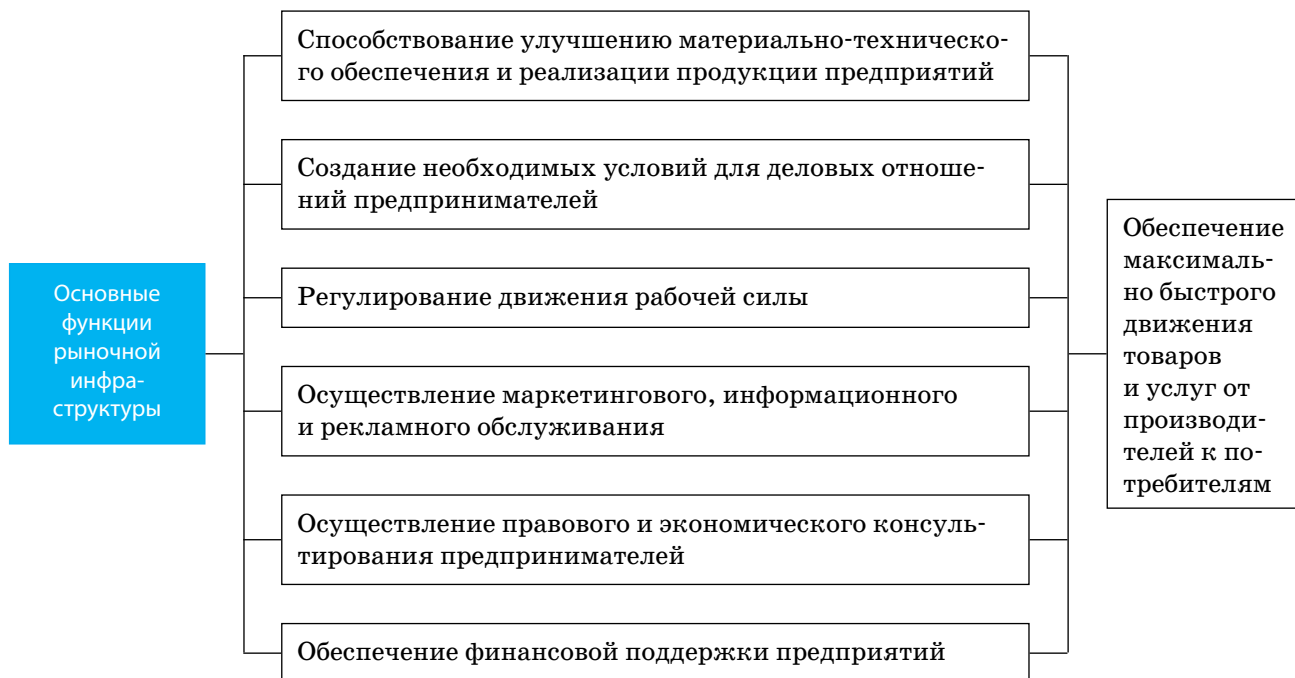 Основные
функции
рыночной
инфра-
структуры
Способствование улучшению материально-техническо-
го обеспечения и реализации продукции предприятий
Создание необходимых условий для деловых отноше-
ний предпринимателей
Регулирование движения рабочей силы
Осуществление маркетингового, информационного
и рекламного обслуживания
Осуществление правового и экономического консуль-
тирования предпринимателей
Обеспечение финансовой поддержки предприятий
Обеспечение
максималь-
но быстрого
движения
товаров
и услуг от
производи-
телей к по-
требителям